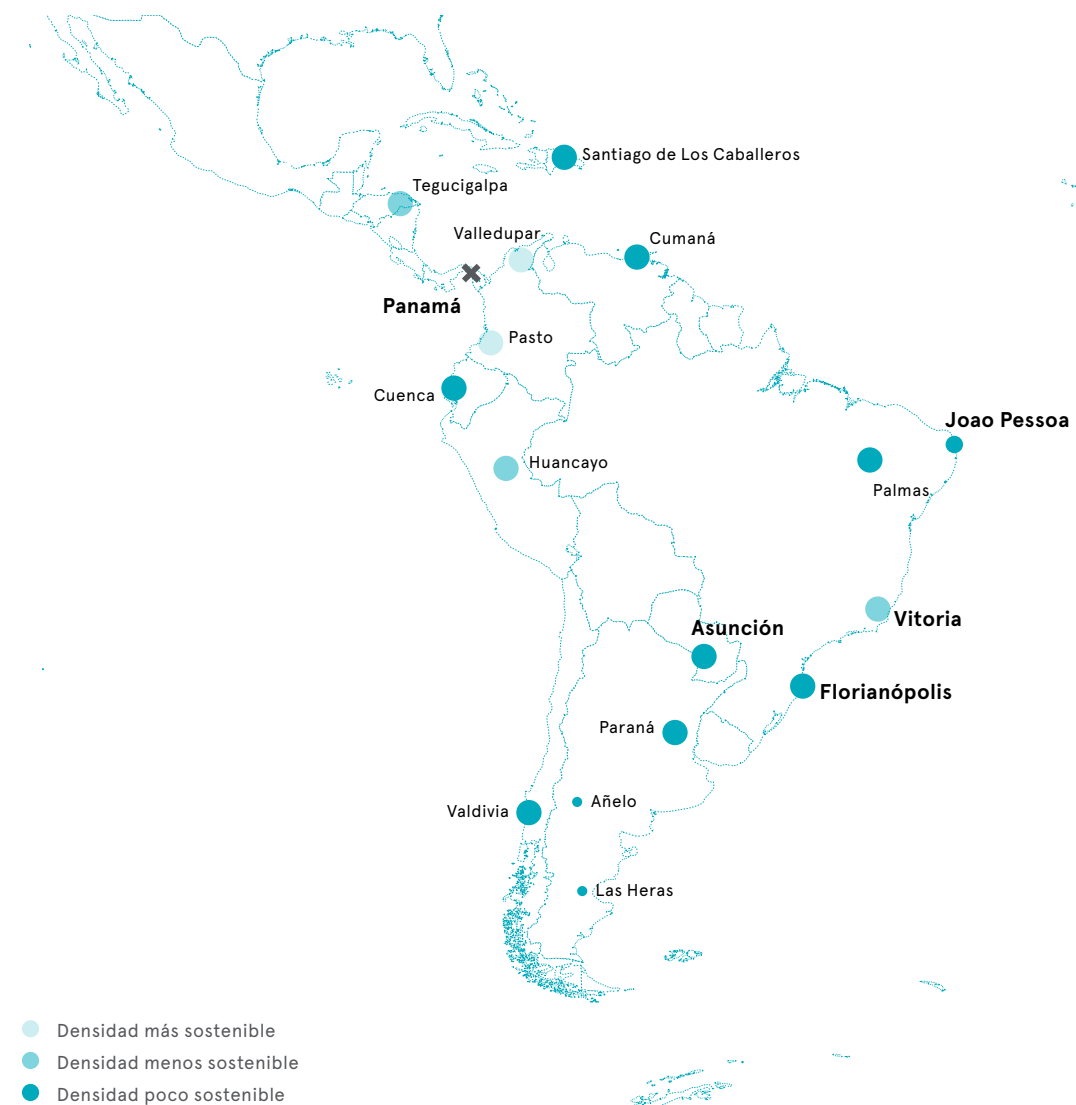 Santiago de Los Caballeros
Tegucigalpa
Valledupar
Cumaná
Panamá
Pasto
Cuenca
Joao Pessoa
Huancayo
Palmas
Vitoria
Asunción
Florianópolis
Paraná
Añelo
Valdivia
Las Heras
Densidad más sostenible
Densidad menos sostenible
Densidad poco sostenible